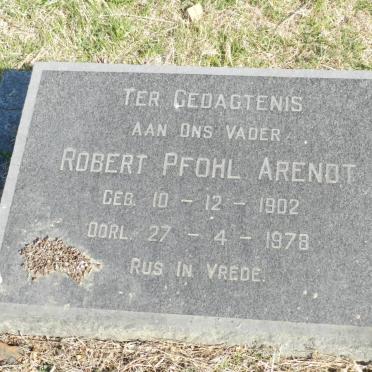 TER GEDAGTENIS
AAN ONS VADER
ROBERT PFOHL ARENDT
GEB. 10 - 12 - 1902
OORL. 27 - 4 - 1978
RUS IN VREDE.